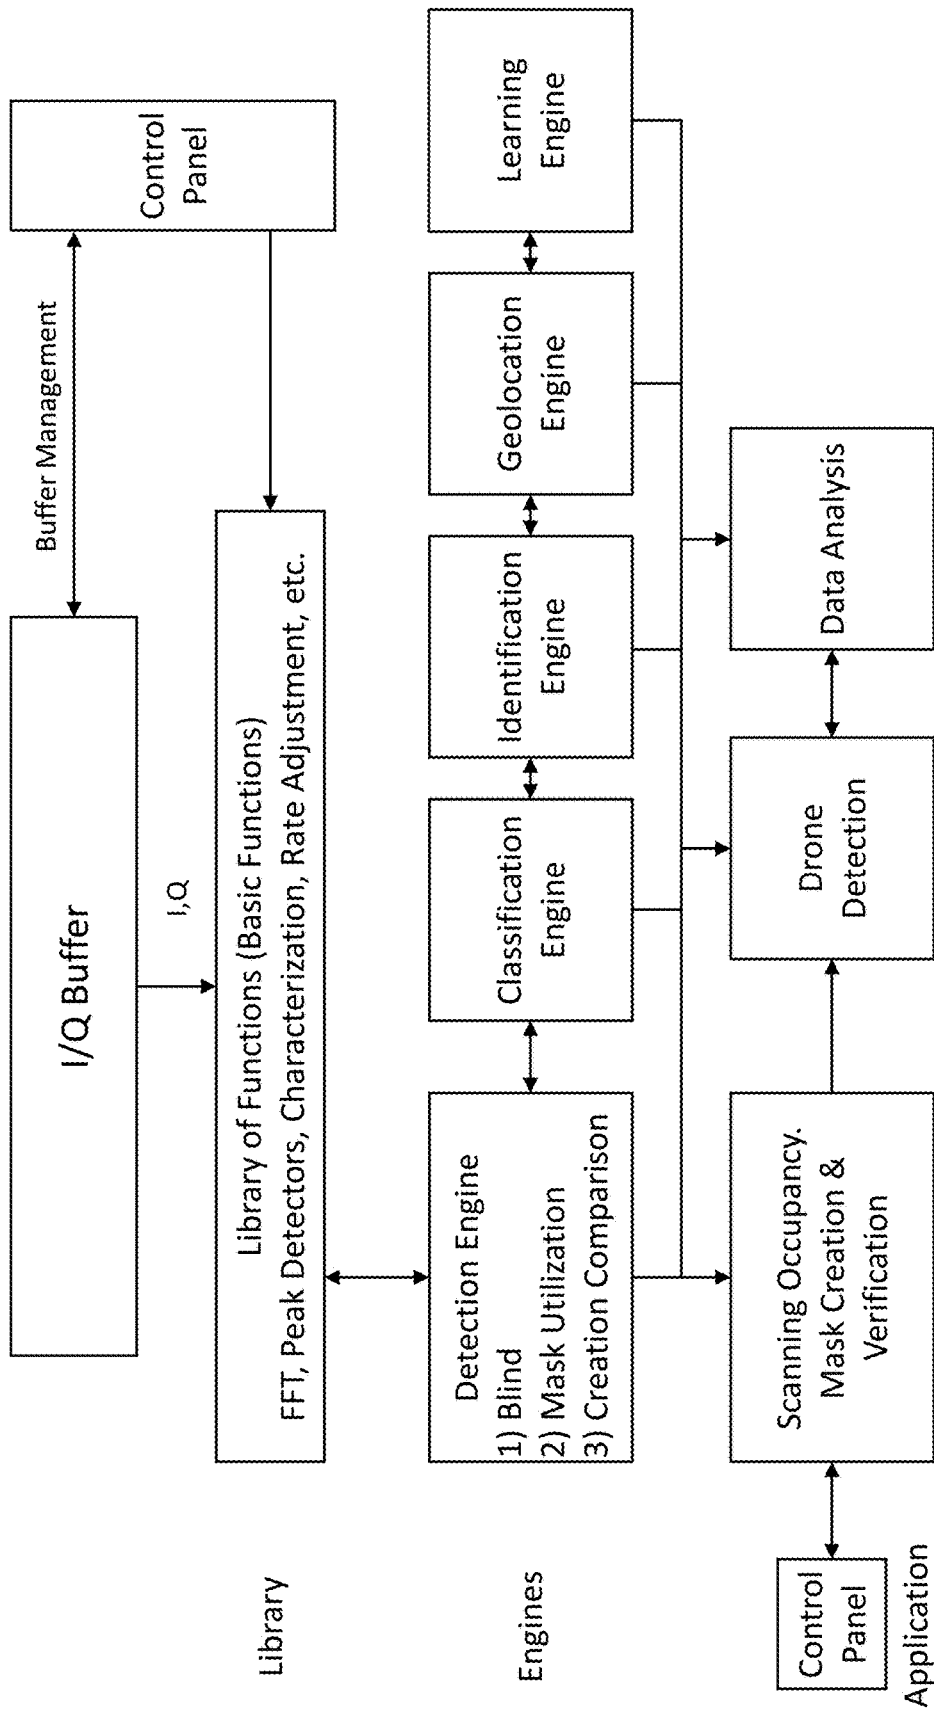 I/Q Buffer
Buffer Management
Control
Panel
I,Q
Library
Library of Functions (Basic Functions)
FFT, Peak Detectors, Characterization, Rate Adjustment, etc.
Engines
Detection Engine
1) Blind
2) Mask Utilization
3) Creation Comparison
Classification
Engine
Identification
Engine
Geolocation
Engine
Learning
Engine
Control
Panel
Application
Scanning Occupancy.
Mask Creation &
Verification
Drone
Detection
Data Analysis